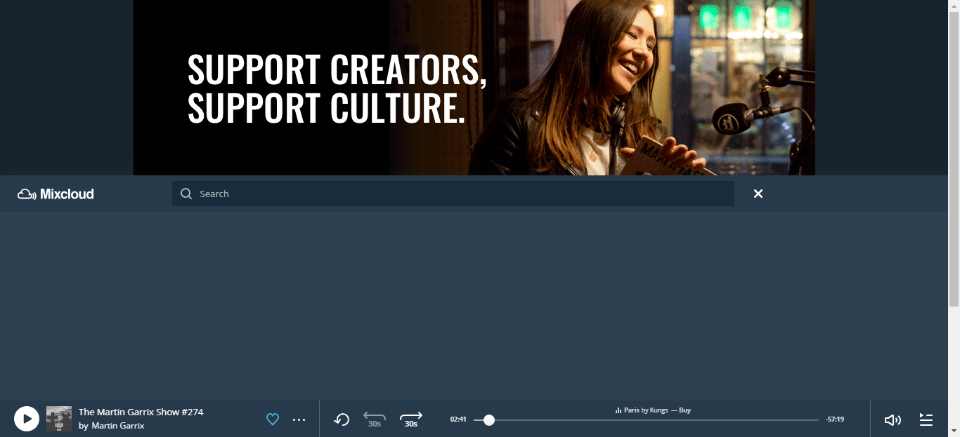 SUPPORT CREATORS,
SUPPORT CULTURE.
Mixcloud
Search
The Martin Garrix Show #274
by Martin Garrix
30s
30s
02:41
Paris by Kungs — Buy
-57:19